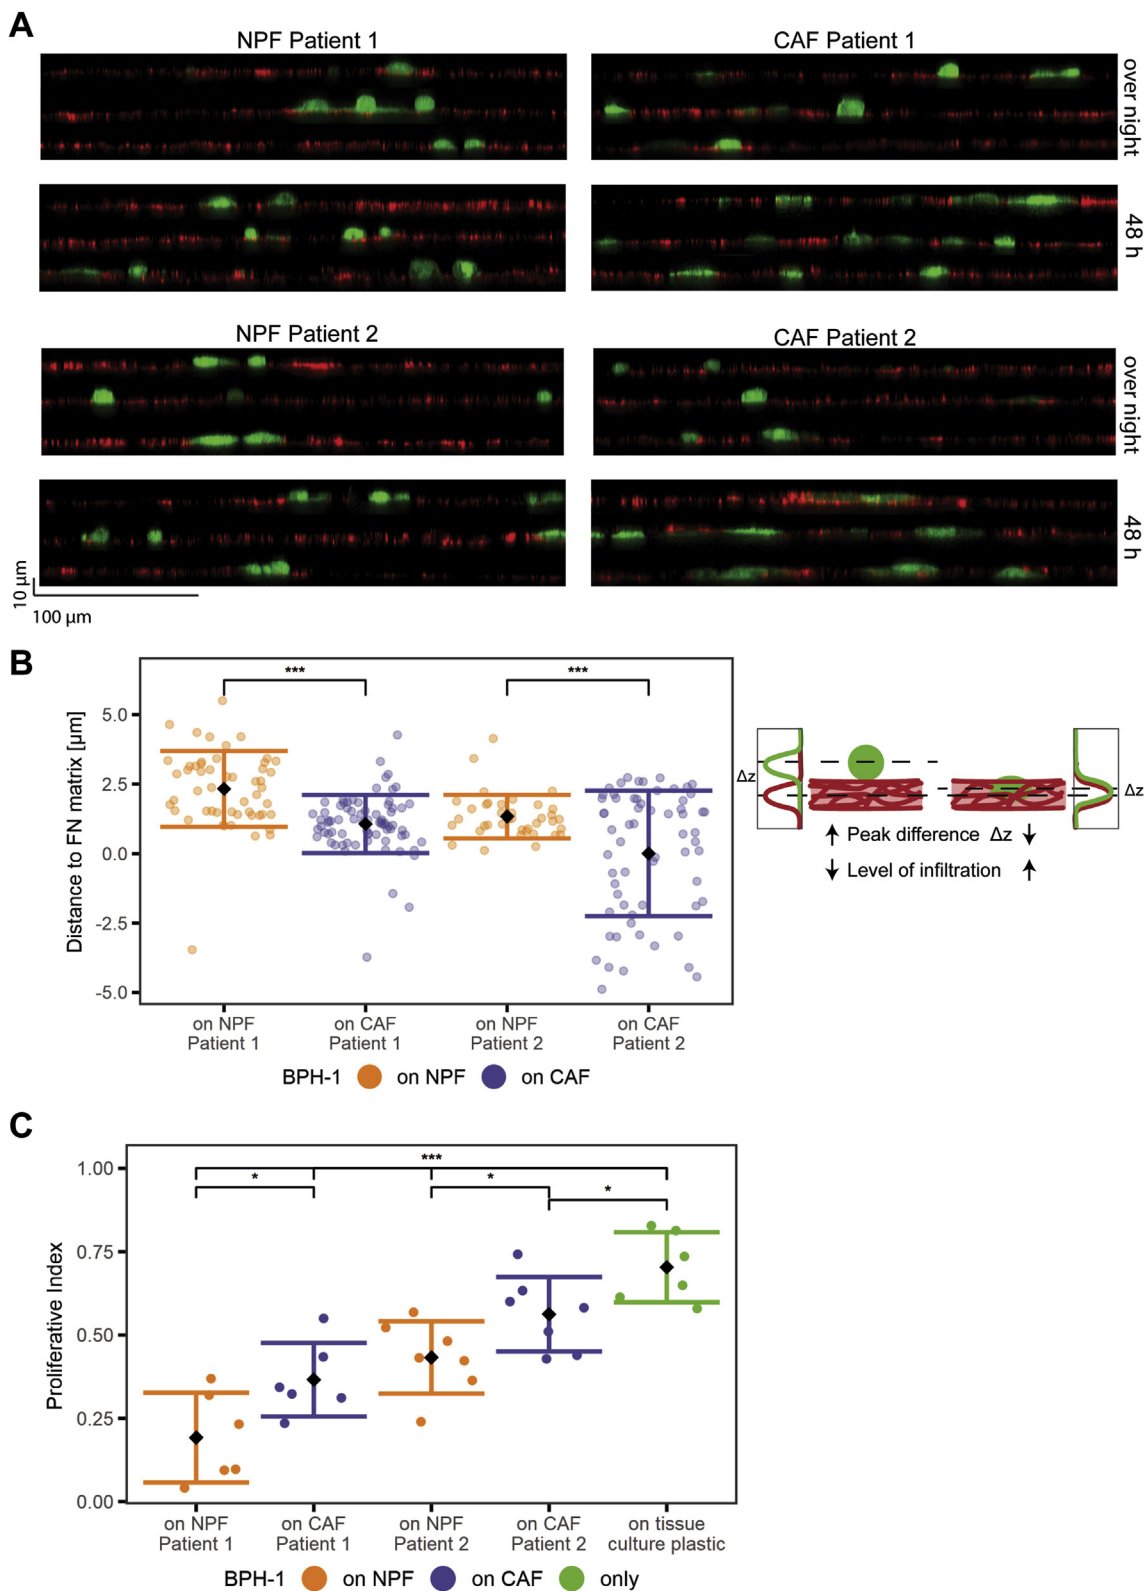 A
NPF Patient 1
CAF Patient 1
over night
48 h
NPF Patient 2
CAF Patient 2
over night
48 h
10 µm
100 µm
B
Distance to FN matrix [µm]
5.0
2.5
0.0
-2.5
-5.0
***
***
on NPF
Patient 1
on CAF
Patient 1
on NPF
Patient 2
on CAF
Patient 2
BPH-1 on NPF on CAF
Δz
Δz
↑ Peak difference Δz ↓
↓ Level of infiltration ↑
C
Proliferative Index
1.00
0.75
0.50
0.25
0.00
***
*
*
*
on NPF
Patient 1
on CAF
Patient 1
on NPF
Patient 2
on CAF
Patient 2
on tissue
culture plastic
BPH-1 on NPF on CAF only